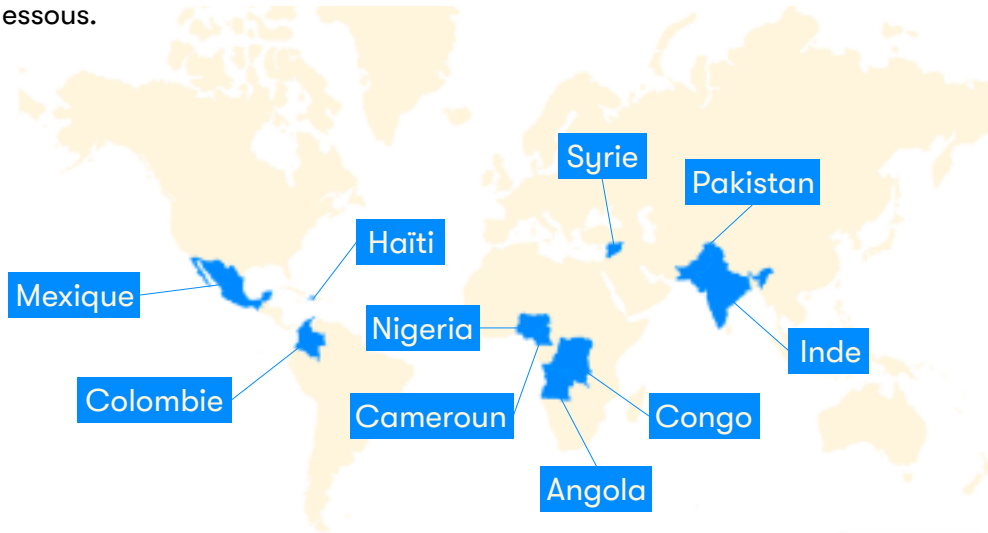 essous.
Syrie
Pakistan
Haïti
Mexique
Nigeria
Inde
Colombie
Cameroun
Congo
Angola